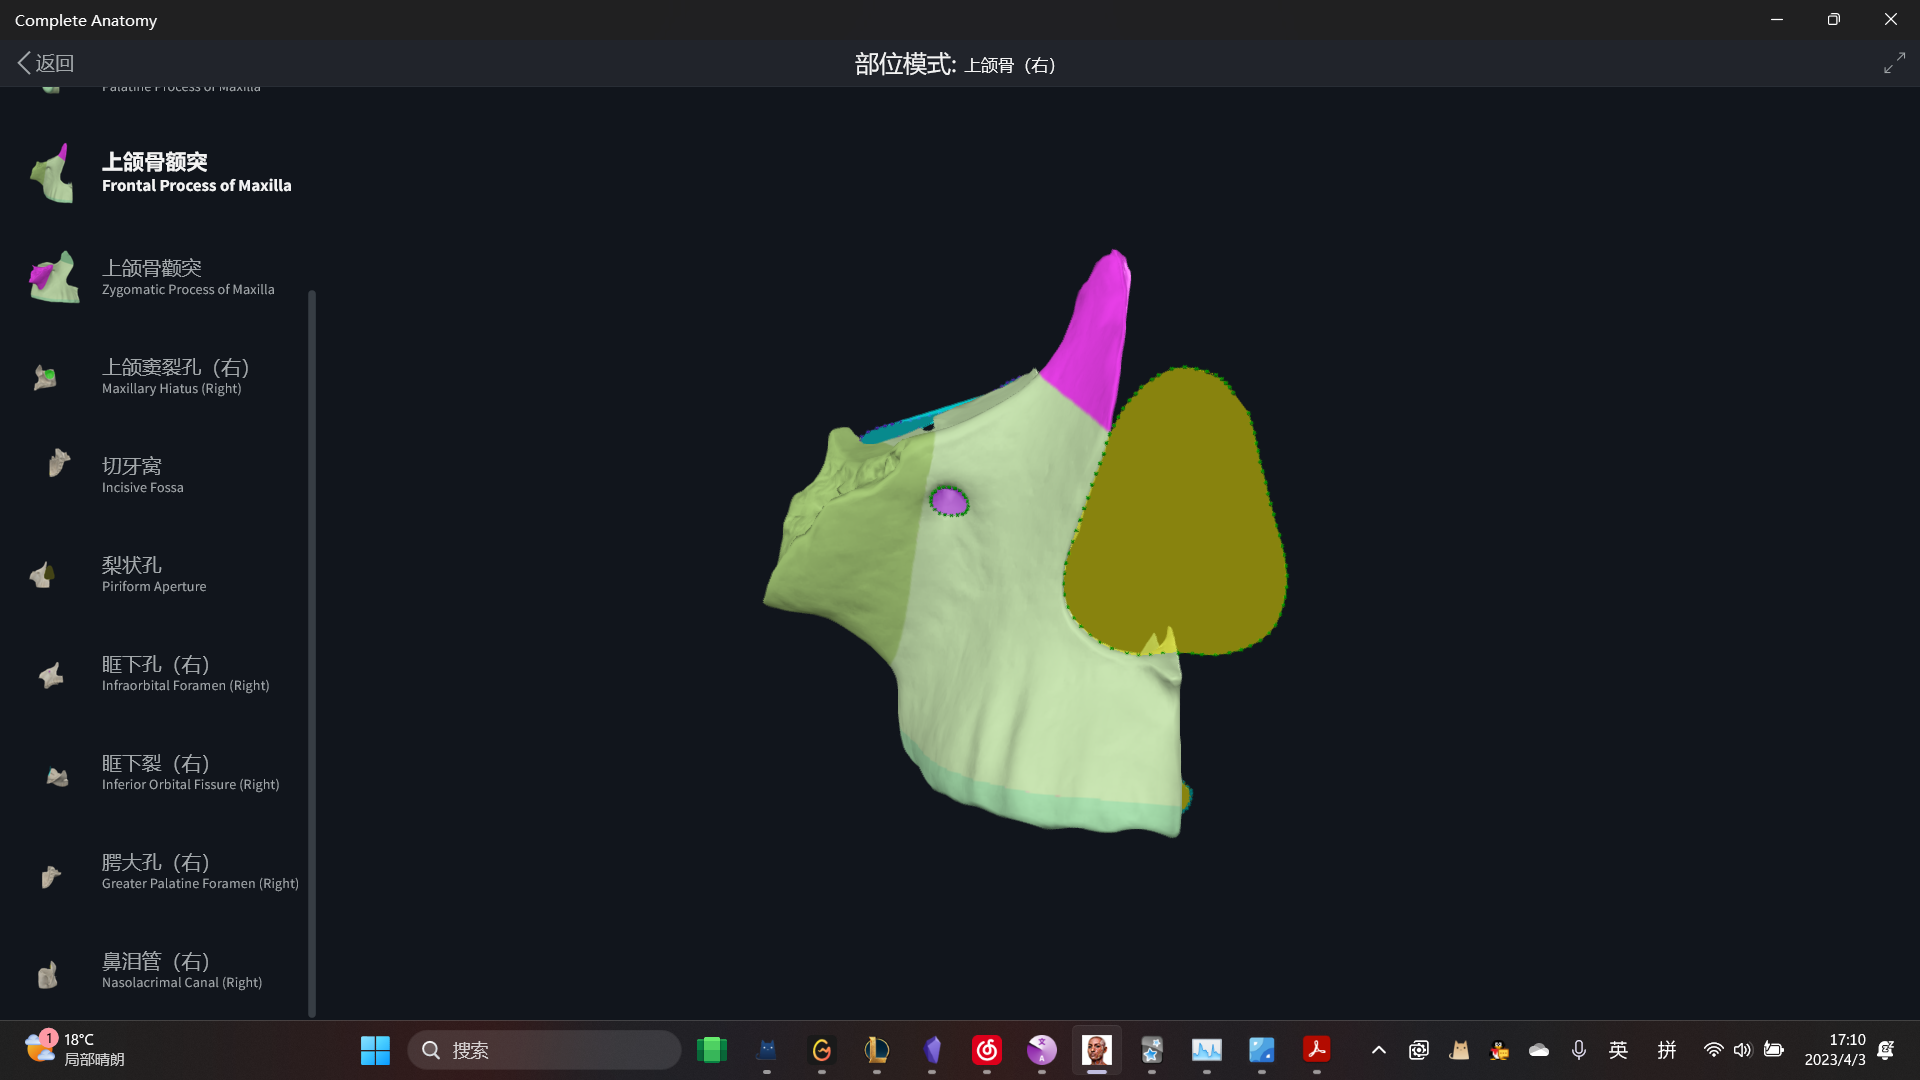 Complete Anatomy
返回
部位模式: 上颌骨（右）
Palatine Process of Maxilla
上颌骨额突
Frontal Process of Maxilla
上颌骨颧突
Zygomatic Process of Maxilla
上颌窦裂孔（右）
Maxillary Hiatus (Right)
切牙窝
Incisive Fossa
梨状孔
Piriform Aperture
眶下孔（右）
Infraorbital Foramen (Right)
眶下裂（右）
Inferior Orbital Fissure (Right)
腭大孔（右）
Greater Palatine Foramen (Right)
鼻泪管（右）
Nasolacrimal Canal (Right)
1
18°C
局部晴朗
搜索
英
拼
17:10
2023/4/3